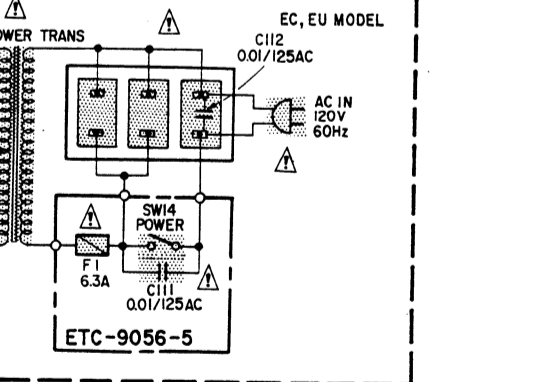 EC, EU MODEL
OWER TRANS
C112
0.01/125AC
AC IN
120V
60Hz
SW14
POWER
F1
6.3A
C111
0.01/125AC
ETC-9056-5